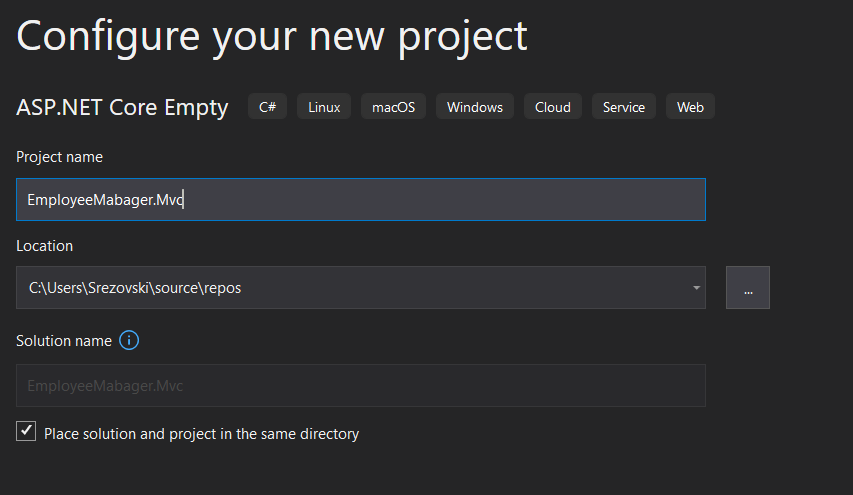 Configure your new project
ASP.NET Core Empty C# Linux macOS Windows Cloud Service Web
Project name
EmployeeMabager.Mvc
Location
C:\Users\Srezovski\source\repos
...
Solution name
EmployeeMabager.Mvc
Place solution and project in the same directory